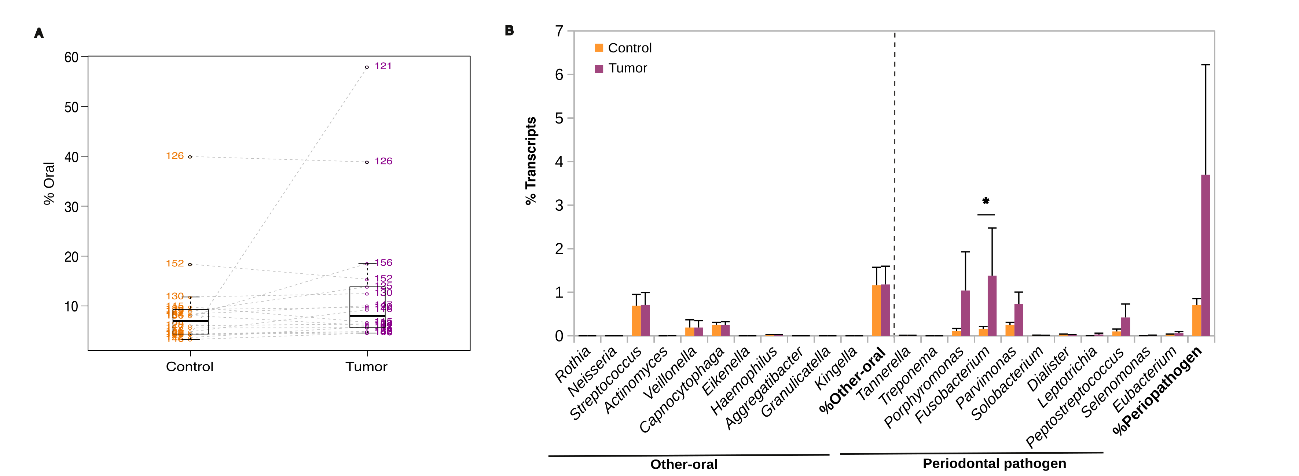 A
% Oral
60
50
40
30
20
10
126
152
130
121
126
156
152
130
Control
Tumor
B
% Transcripts
7
6
5
4
3
2
1
0
Control
Tumor
*
Rothia
Neisseria
Streptococcus
Actinomyces
Veillonella
Capnocytophaga
Eikenella
Haemophilus
Aggregatibacter
Granulicatella
Kingella
%Other-oral
Tannerella
Treponema
Porphyromonas
Fusobacterium
Parvimonas
Solobacterium
Dialister
Leptotrichia
Peptostreptococcus
Selenomonas
Eubacterium
%Periopathogen
Other-oral
Periodontal pathogen